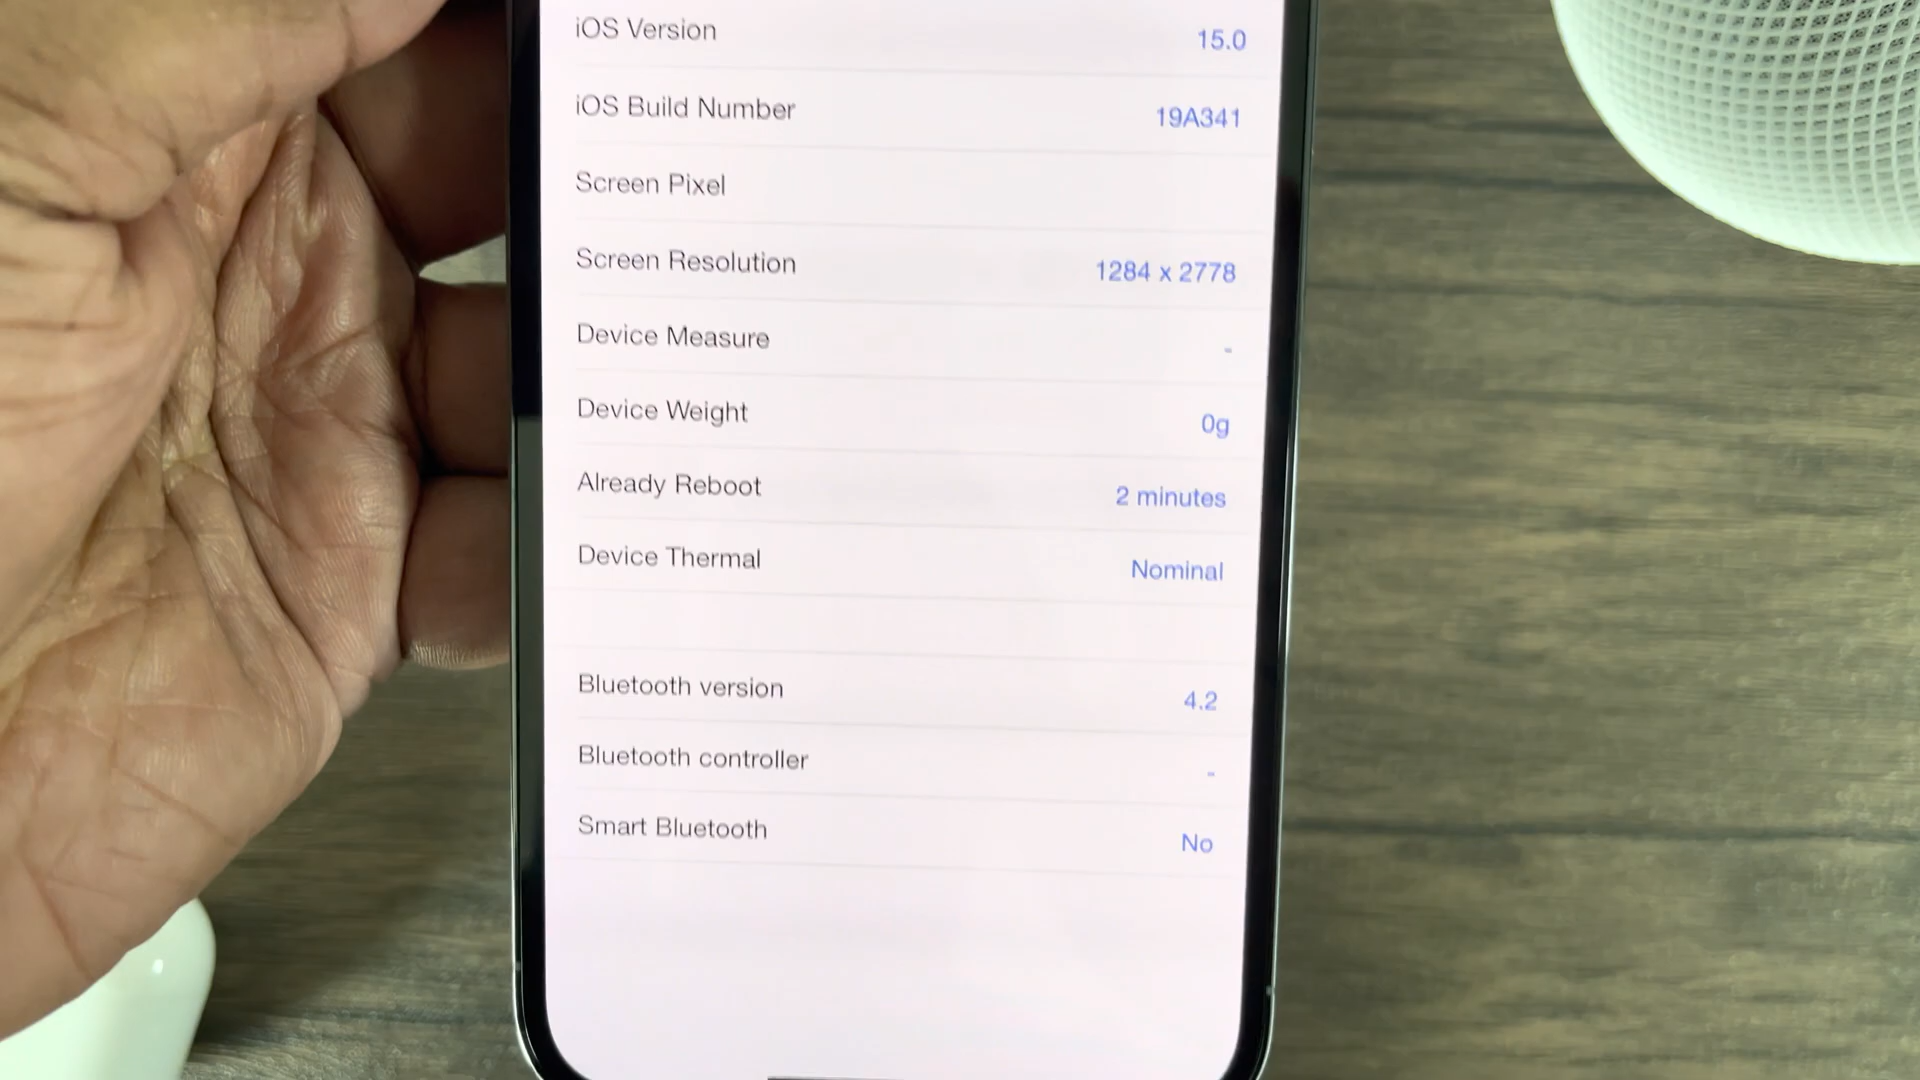 iOS Version 15.0
iOS Build Number 19A341
Screen Pixel
Screen Resolution 1284 x 2778
Device Measure -
Device Weight 0g
Already Reboot 2 minutes
Device Thermal Nominal
Bluetooth version 4.2
Bluetooth controller -
Smart Bluetooth No